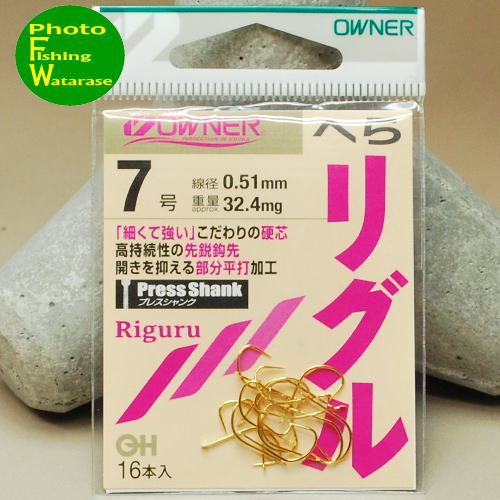 Photo
Fishing
Watarase
OWNER
OWNER
へら
7号
線径 0.51mm
重量 approx. 32.4mg
「細くて強い」こだわりの硬芯
高持続性の先鋭鈎先
開きを抑える部分平打加工
Press Shank
プレスシャンク
リグル
Riguru
GH
16本入